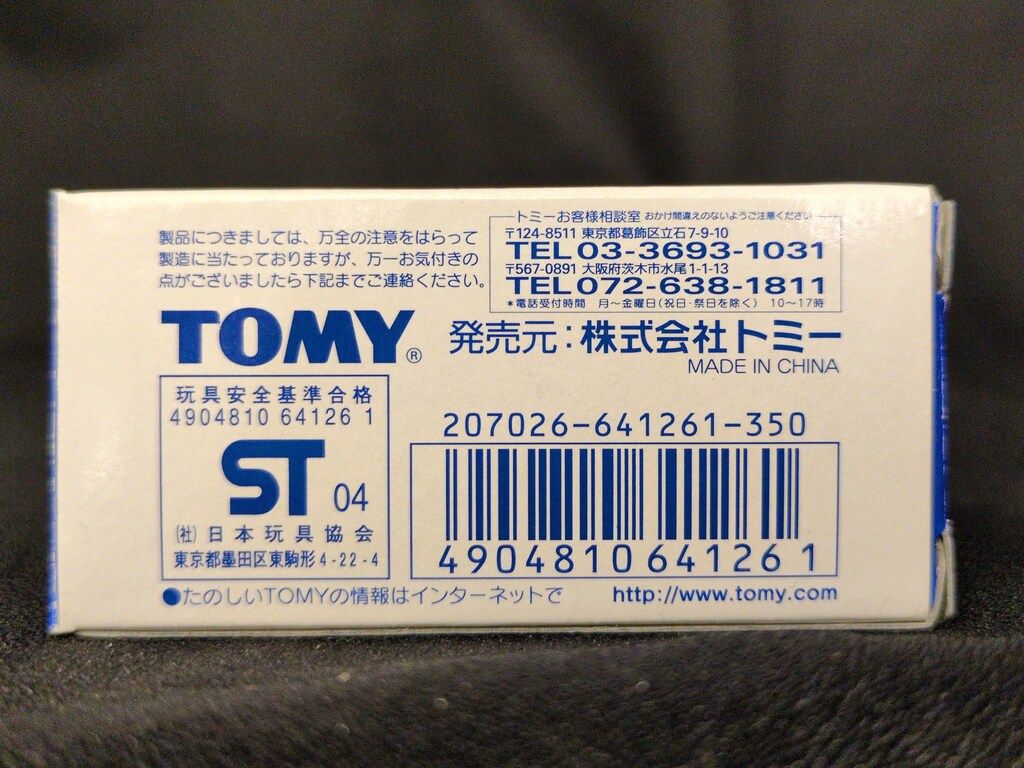 製品につきましては、万全の注意をはらって
製造に当たっておりますが、万一お気付きの
点がございましたら下記までご連絡ください。
トミーお客様相談室 おかけ間違えのないようご注意ください
〒124-8511 東京都葛飾区立石7-9-10
TEL 03-3693-1031
〒567-0891 大阪府茨木市水尾1-1-13
TEL 072-638-1811
*電話受付時間 月~金曜日(祝日・祭日を除く) 10~17時
TOMY®
発売元:株式会社トミー
MADE IN CHINA
玩具安全基準合格
4904810 64126 1
ST 04
(社)日本玩具協会
東京都墨田区東駒形4-22-4
207026-641261-350
4904810641261
●たのしいTOMYの情報はインターネットで http://www.tomy.com